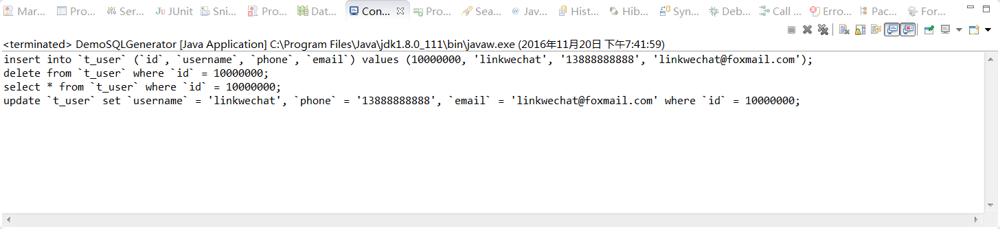 Mar... Pro... Ser... JUnit Sni... Pro... Dat... Con... Pro... Sea... Jav... Hist... Hib... Syn... Deb... Call ... Erro... Pac... For...
<terminated> DemoSQLGenerator [Java Application] C:\Program Files\Java\jdk1.8.0_111\bin\javaw.exe (2016年11月20日 下午7:41:59)
insert into `t_user` (`id`, `username`, `phone`, `email`) values (10000000, 'linkwechat', '13888888888', 'linkwechat@foxmail.com');
delete from `t_user` where `id` = 10000000;
select * from `t_user` where `id` = 10000000;
update `t_user` set `username` = 'linkwechat', `phone` = '13888888888', `email` = 'linkwechat@foxmail.com' where `id` = 10000000;